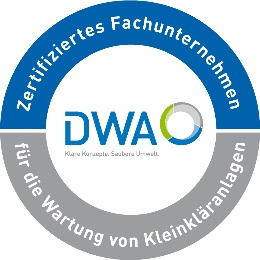 Zertifiziertes Fachunternehmen
DWA
Klare Konzepte. Saubere Umwelt.
für die Wartung von Kleinkläranlagen